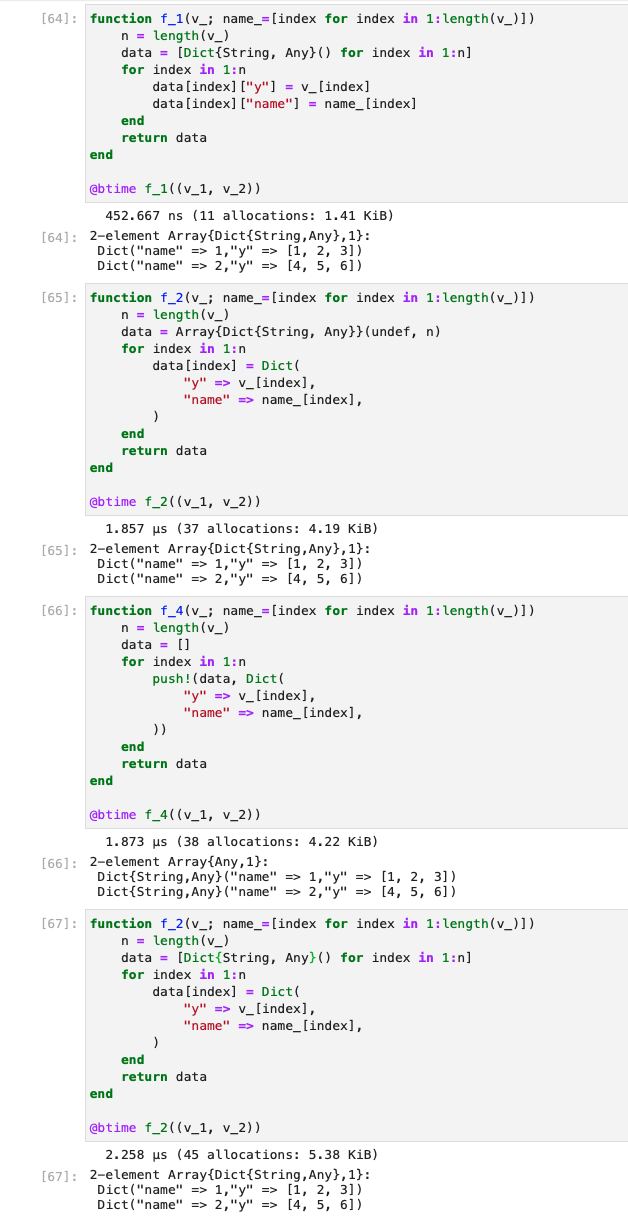 [64]: function f_1(v_; name_=[index for index in 1:length(v_)])
    n = length(v_)
    data = [Dict{String, Any}() for index in 1:n]
    for index in 1:n
        data[index]["y"] = v_[index]
        data[index]["name"] = name_[index]
    end
    return data
end
@btime f_1((v_1, v_2))
452.667 ns (11 allocations: 1.41 KiB)
[64]: 2-element Array{Dict{String,Any},1}:
 Dict("name" => 1,"y" => [1, 2, 3])
 Dict("name" => 2,"y" => [4, 5, 6])
[65]: function f_2(v_; name_=[index for index in 1:length(v_)])
    n = length(v_)
    data = Array{Dict{String, Any}}(undef, n)
    for index in 1:n
        data[index] = Dict(
            "y" => v_[index],
            "name" => name_[index],
        )
    end
    return data
end
@btime f_2((v_1, v_2))
1.857 μs (37 allocations: 4.19 KiB)
[65]: 2-element Array{Dict{String,Any},1}:
 Dict("name" => 1,"y" => [1, 2, 3])
 Dict("name" => 2,"y" => [4, 5, 6])
[66]: function f_4(v_; name_=[index for index in 1:length(v_)])
    n = length(v_)
    data = []
    for index in 1:n
        push!(data, Dict(
            "y" => v_[index],
            "name" => name_[index],
        ))
    end
    return data
end
@btime f_4((v_1, v_2))
1.873 μs (38 allocations: 4.22 KiB)
[66]: 2-element Array{Any,1}:
 Dict{String,Any}("name" => 1,"y" => [1, 2, 3])
 Dict{String,Any}("name" => 2,"y" => [4, 5, 6])
[67]: function f_2(v_; name_=[index for index in 1:length(v_)])
    n = length(v_)
    data = [Dict{String, Any}() for index in 1:n]
    for index in 1:n
        data[index] = Dict(
            "y" => v_[index],
            "name" => name_[index],
        )
    end
    return data
end
@btime f_2((v_1, v_2))
2.258 μs (45 allocations: 5.38 KiB)
[67]: 2-element Array{Dict{String,Any},1}:
 Dict("name" => 1,"y" => [1, 2, 3])
 Dict("name" => 2,"y" => [4, 5, 6])